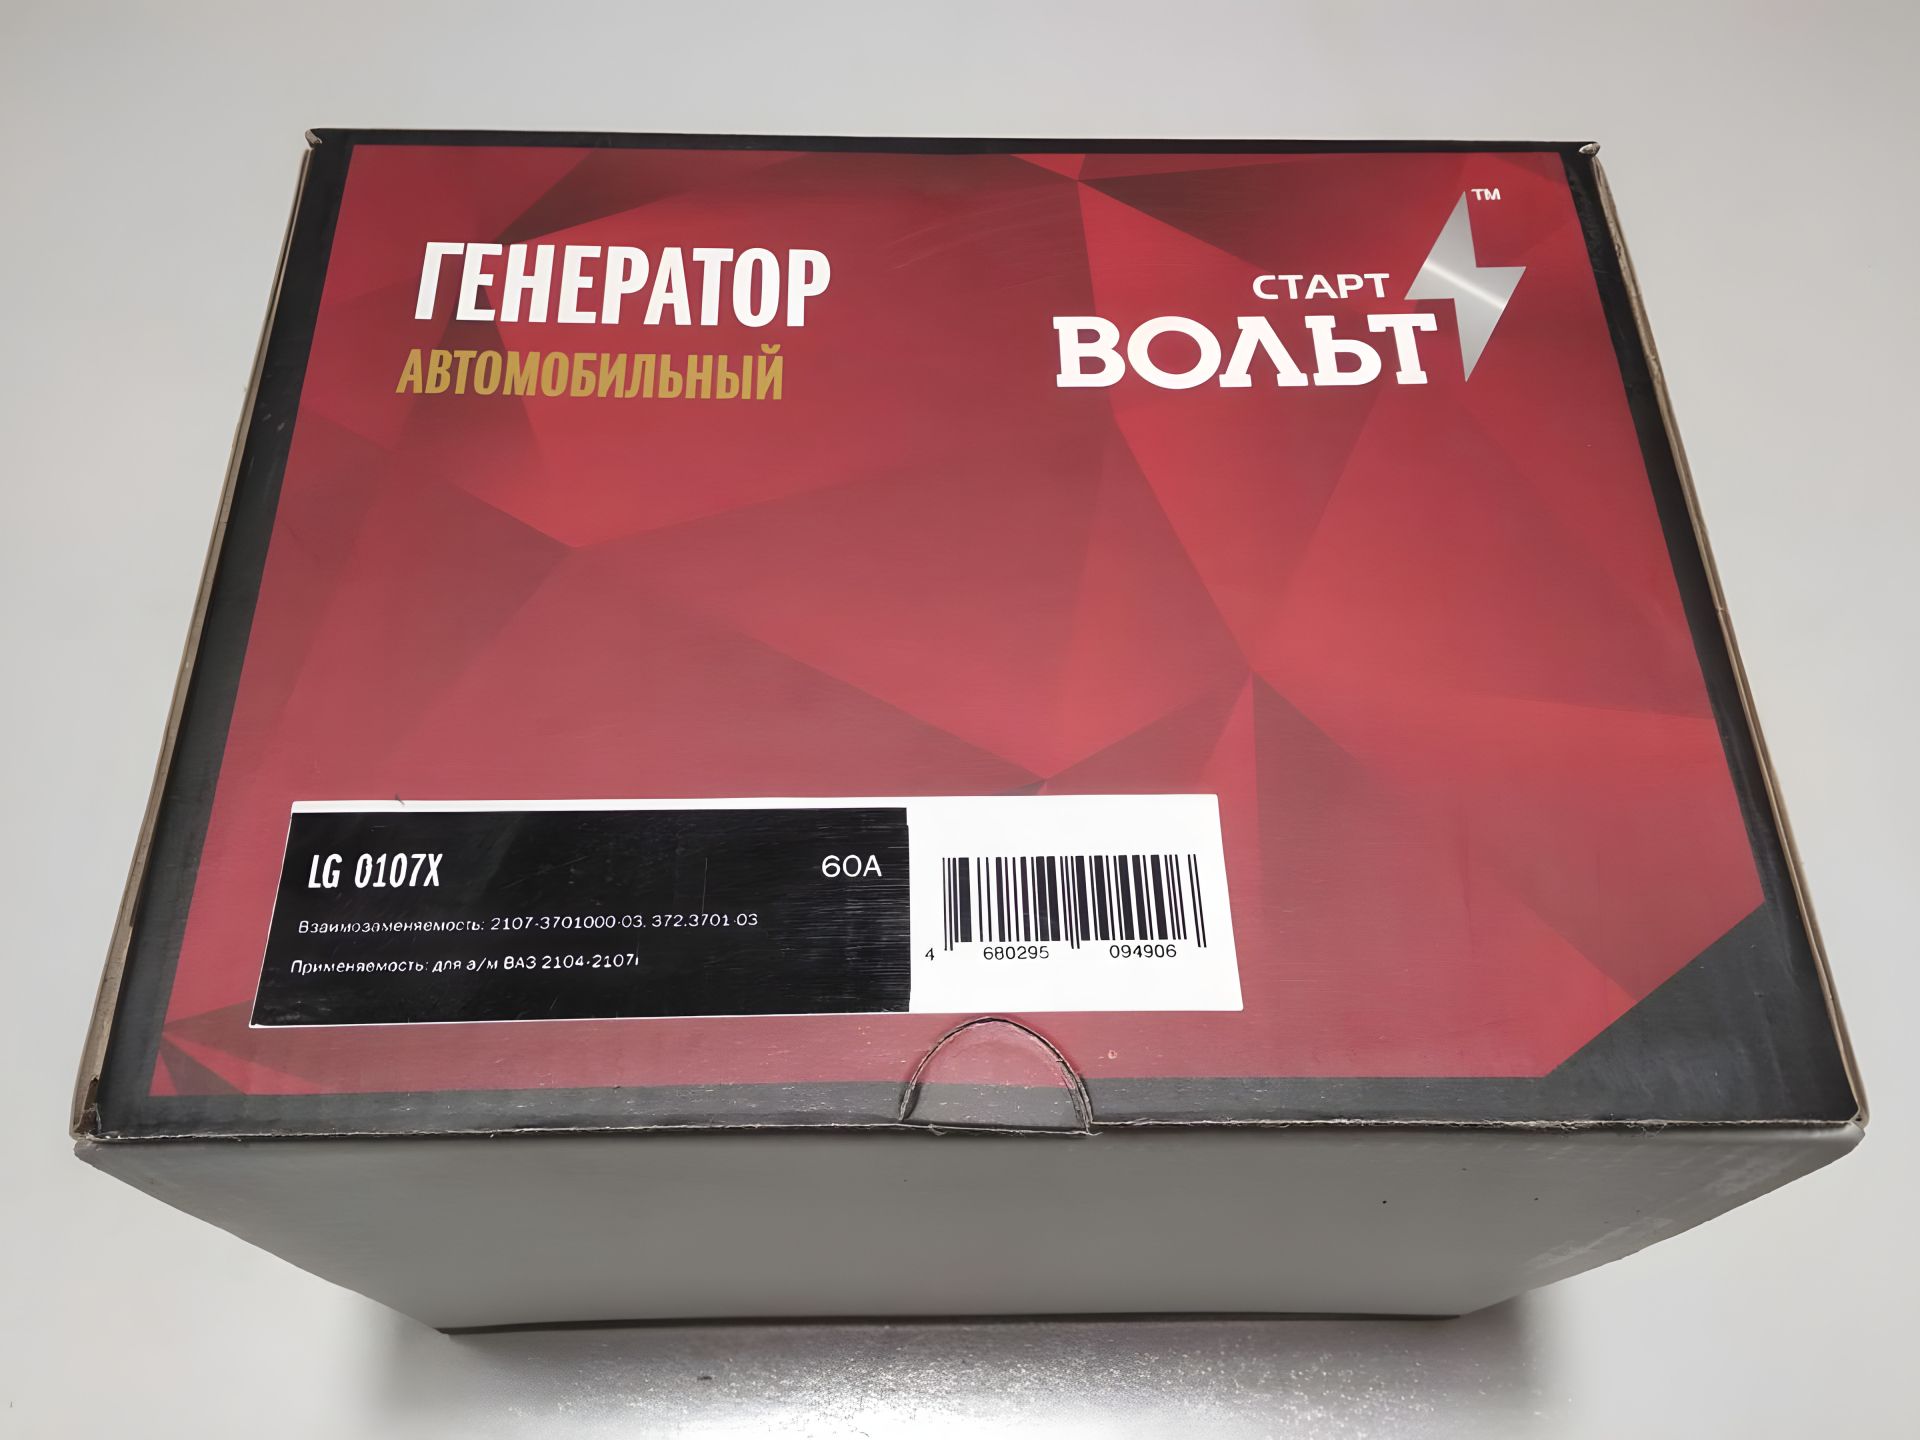 ГЕНЕРАТОР
АВТОМОБИЛЬНЫЙ
СТАРТ
ВОЛЬТ
TM
LG 0107X
60А
Взаимозаменяемость: 2107-3701000-03, 372.3701-03
Применяемость: для а/м ВАЗ 2104-2107i
4 680295 094906